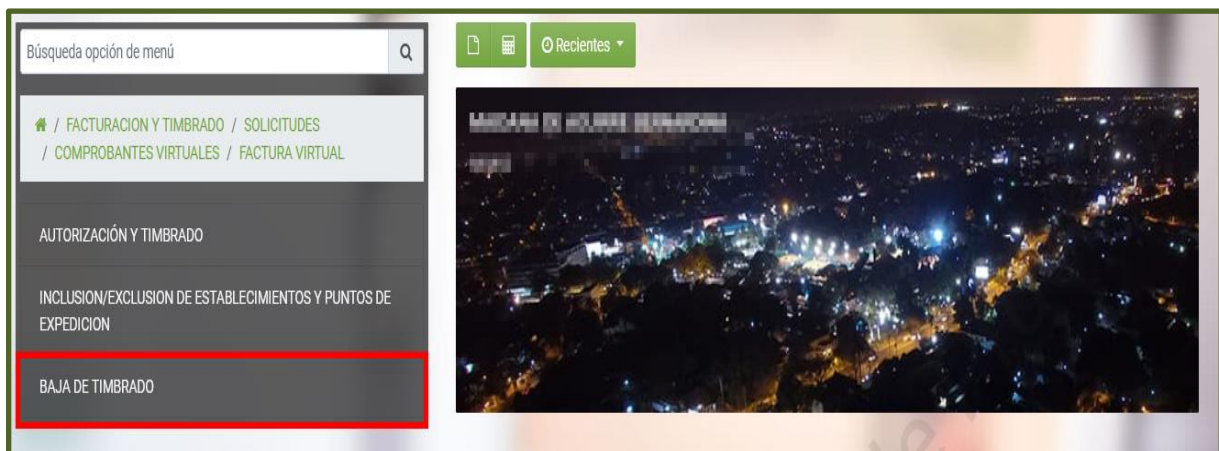 Búsqueda opción de menú
Recientes
/ FACTURACION Y TIMBRADO / SOLICITUDES
/ COMPROBANTES VIRTUALES / FACTURA VIRTUAL
AUTORIZACIÓN Y TIMBRADO
INCLUSION/EXCLUSION DE ESTABLECIMIENTOS Y PUNTOS DE
EXPEDICION
BAJA DE TIMBRADO